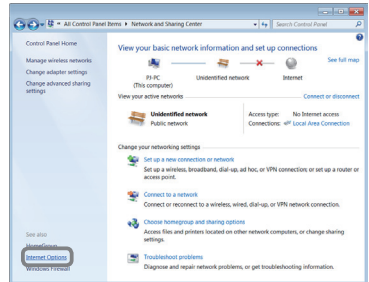 All Control Panel Items ▸ Network and Sharing Center
Search Control Panel
Control Panel Home
Manage wireless networks
Change adapter settings
Change advanced sharing
settings
View your basic network information and set up connections
See full map
PJ-PC
(This computer)
Unidentified network
Internet
View your active networks
Connect or disconnect
Unidentified network
Public network
Access type: No Internet access
Connections: Local Area Connection
Change your networking settings
Set up a new connection or network
Set up a wireless, broadband, dial-up, ad hoc, or VPN connection; or set up a router or
access point.
Connect to a network
Connect or reconnect to a wireless, wired, dial-up, or VPN network connection.
Choose homegroup and sharing options
Access files and printers located on other network computers, or change sharing
settings.
Troubleshoot problems
Diagnose and repair network problems, or get troubleshooting information.
See also
HomeGroup
Internet Options
Windows Firewall